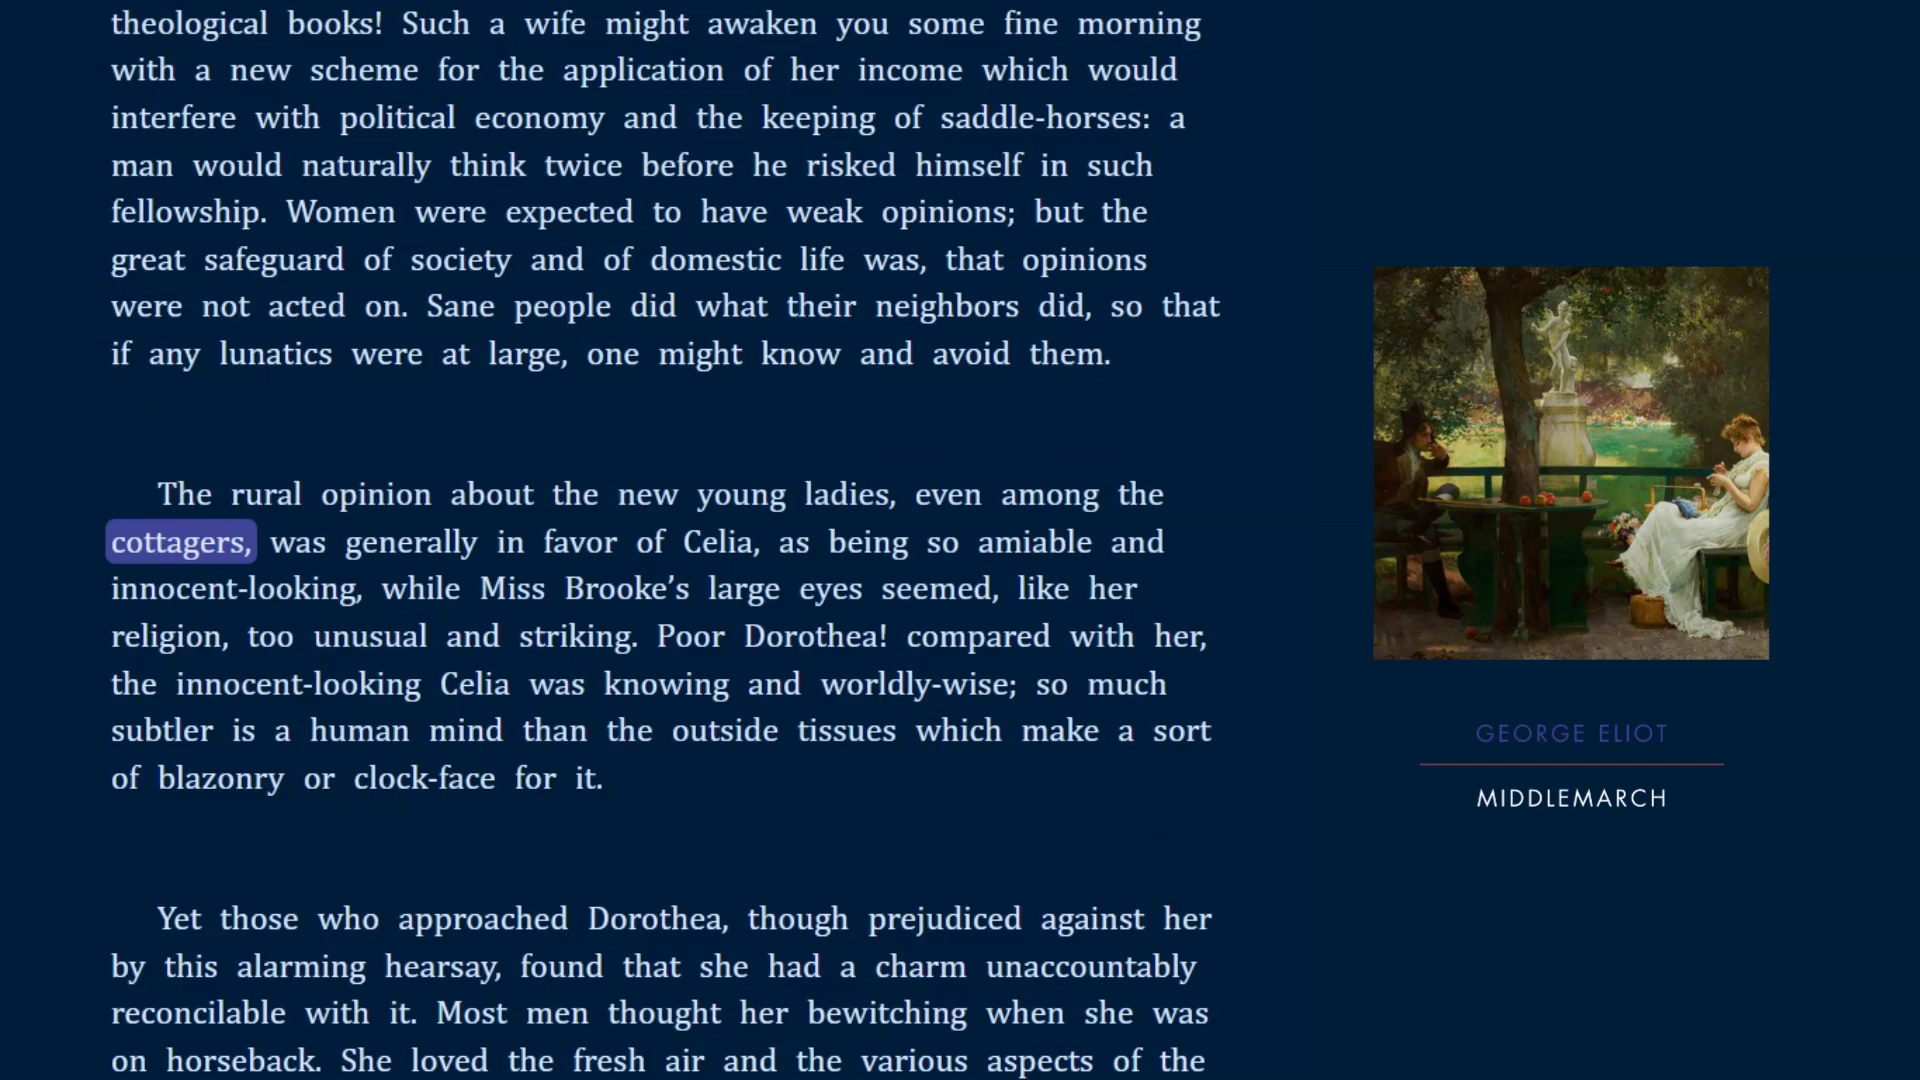 theological books! Such a wife might awaken you some fine morning
with a new scheme for the application of her income which would
interfere with political economy and the keeping of saddle-horses: a
man would naturally think twice before he risked himself in such
fellowship. Women were expected to have weak opinions; but the
great safeguard of society and of domestic life was, that opinions
were not acted on. Sane people did what their neighbors did, so that
if any lunatics were at large, one might know and avoid them.
The rural opinion about the new young ladies, even among the
cottagers, was generally in favor of Celia, as being so amiable and
innocent-looking, while Miss Brooke’s large eyes seemed, like her
religion, too unusual and striking. Poor Dorothea! compared with her,
the innocent-looking Celia was knowing and worldly-wise; so much
subtler is a human mind than the outside tissues which make a sort
of blazonry or clock-face for it.
Yet those who approached Dorothea, though prejudiced against her
by this alarming hearsay, found that she had a charm unaccountably
reconcilable with it. Most men thought her bewitching when she was
on horseback. She loved the fresh air and the various aspects of the
GEORGE ELIOT
MIDDLEMARCH